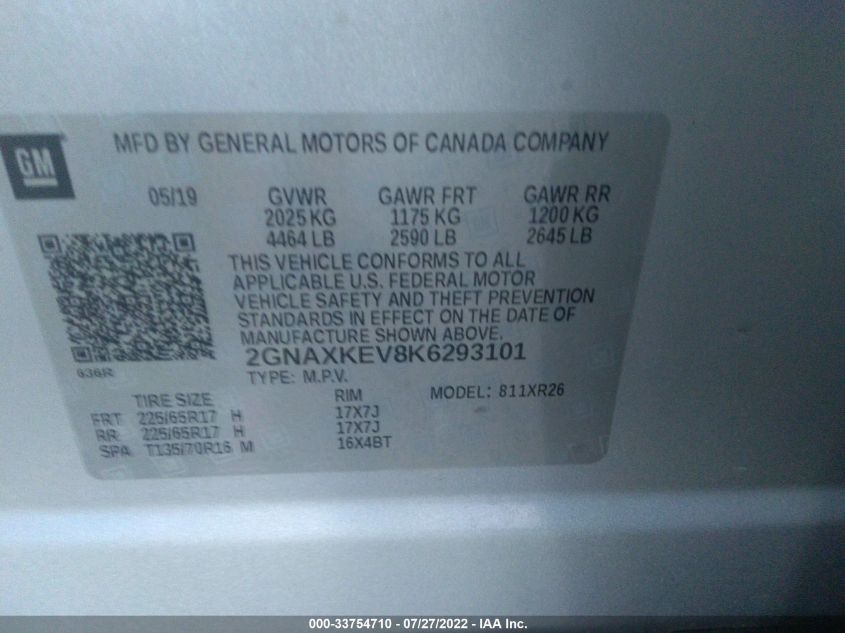 GM
MFD BY GENERAL MOTORS OF CANADA COMPANY
05/19 GVWR GAWR FRT GAWR RR
2025 KG 1175 KG 1200 KG
4464 LB 2590 LB 2645 LB
THIS VEHICLE CONFORMS TO ALL
APPLICABLE U.S. FEDERAL MOTOR
VEHICLE SAFETY AND THEFT PREVENTION
STANDARDS IN EFFECT ON THE DATE OF
MANUFACTURE SHOWN ABOVE.
2GNAXKEV8K6293101
636R
TYPE: M.P.V.
MODEL: 811XR26
TIRE SIZE RIM
FRT 225/65R17 H 17X7J
RR 225/65R17 H 17X7J
SPA T135/70R16 M 16X4BT
000-33754710 - 07/27/2022 - IAA Inc.